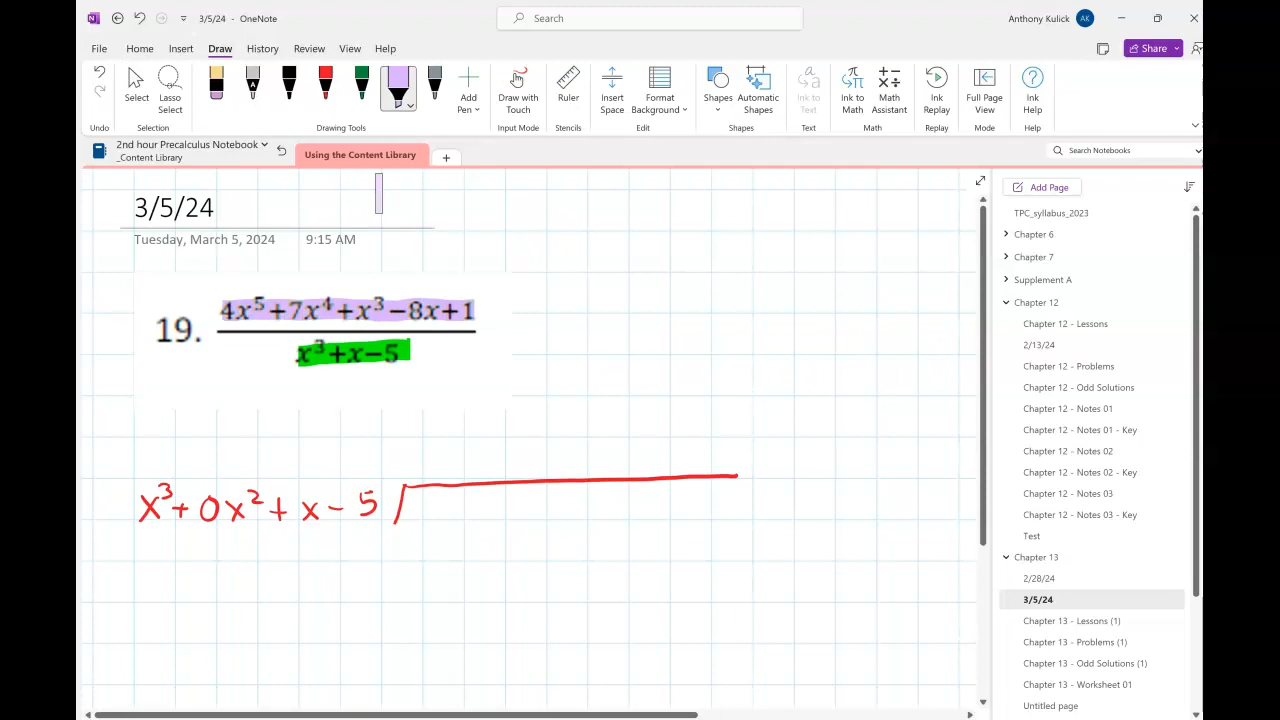 3/5/24 - OneNote
Search
Anthony Kulick
AK
File Home Insert Draw History Review View Help
Share
Select
Lasso Select
Add Pen
Draw with Touch
Ruler
Insert Space
Format Background
Shapes
Automatic Shapes
Ink to Text
Ink to Math
Math Assistant
Ink Replay
Full Page View
Ink Help
Undo Selection Drawing Tools Input Mode Stencils Edit Shapes Text Math Replay Mode Help
2nd hour Precalculus Notebook
_Content Library
Using the Content Library
+
Search Notebooks
3/5/24
Tuesday, March 5, 2024 9:15 AM
19. 4x⁵+7x⁴+x³−8x+1
x³+x−5
x³+ 0x²+ x − 5
Add Page
TPC_syllabus_2023
Chapter 6
Chapter 7
Supplement A
Chapter 12
Chapter 12 - Lessons
2/13/24
Chapter 12 - Problems
Chapter 12 - Odd Solutions
Chapter 12 - Notes 01
Chapter 12 - Notes 01 - Key
Chapter 12 - Notes 02
Chapter 12 - Notes 02 - Key
Chapter 12 - Notes 03
Chapter 12 - Notes 03 - Key
Test
Chapter 13
2/28/24
3/5/24
Chapter 13 - Lessons (1)
Chapter 13 - Problems (1)
Chapter 13 - Odd Solutions (1)
Chapter 13 - Worksheet 01
Untitled page